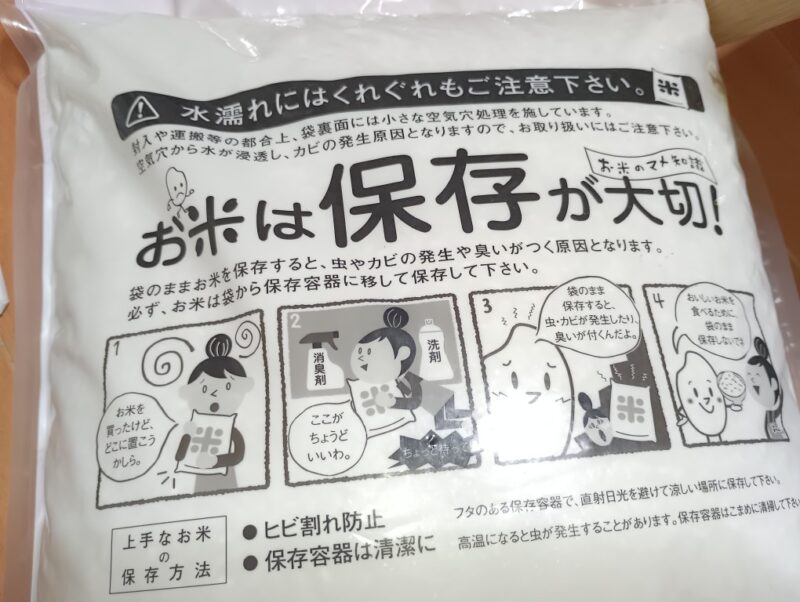 水濡れにはくれぐれもご注意下さい。
米
封入や運搬等の都合上、袋裏面には小さな空気穴処理を施しています。
空気穴から水が浸透し、カビの発生原因となりますので、お取り扱いにはご注意下さい。
お米のマメ知識
お米は保存が大切!
袋のままお米を保存すると、虫やカビの発生や臭いがつく原因となります。
必ず、お米は袋から保存容器に移して保存して下さい。
1
お米を
買ったけど、
どこに置こう
かしら。
米
2
消臭剤
洗剤
ここが
ちょうど
いいわ。
ちょっと待っ
3
袋のまま
保存すると、
虫・カビが発生したり、
臭いが付くんだよ。
米
4
おいしいお米を
食べるために、
袋のまま
保存しないでネ
上手なお米
の
保存方法
●ヒビ割れ防止
●保存容器は清潔に
フタのある保存容器で、直射日光を避けて涼しい場所に保存して下さい。
高温になると虫が発生することがあります。保存容器はこまめに清掃して下さ